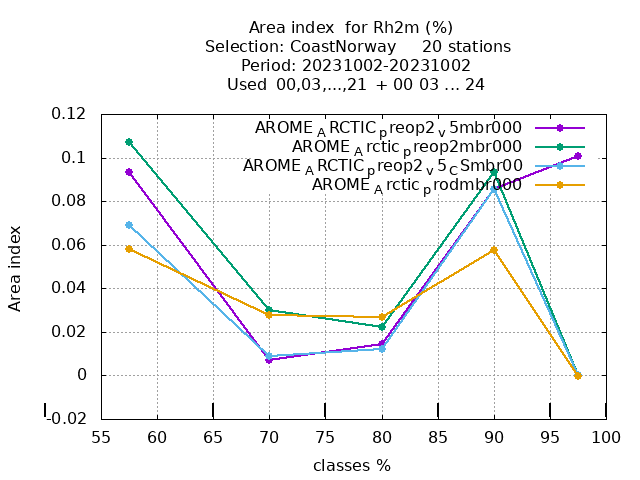 Area index for Rh2m (%)
Selection: CoastNorway 20 stations
Period: 20231002-20231002
Used 00,03,...,21 + 00 03 ... 24
AROME_ARCTIC_preop2_v5mbr000
AROME_Arctic_preop2mbr000
AROME_ARCTIC_preop2_v5_CSmbr00
AROME_Arctic_prodmbr000
0.12
0.1
0.08
0.06
0.04
0.02
0
-0.02
Area index
55 60 65 70 75 80 85 90 95 100
classes %